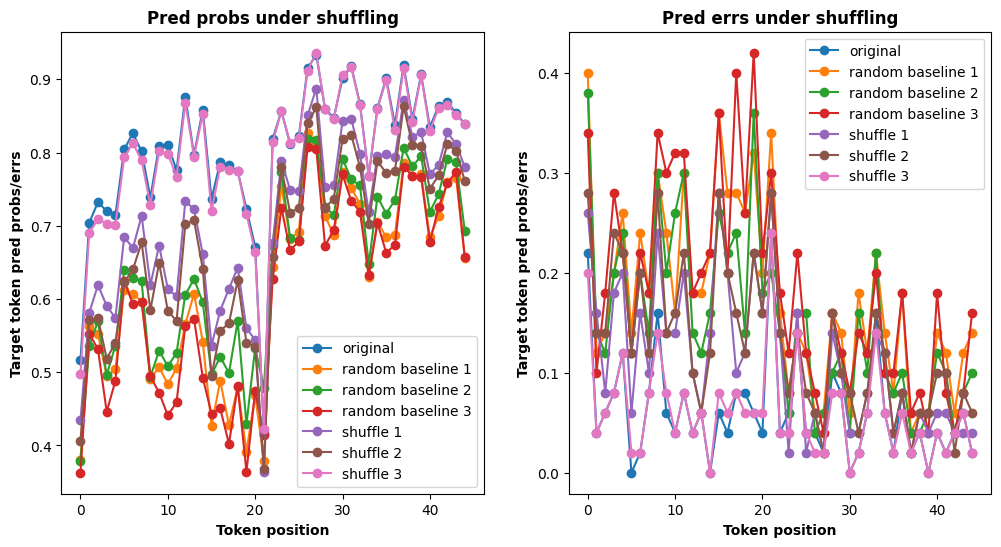 Pred probs under shuffling
Target token pred probs/errs
0.9
0.8
0.7
0.6
0.5
0.4
0
10
20
30
40
Token position
original
random baseline 1
random baseline 2
random baseline 3
shuffle 1
shuffle 2
shuffle 3
Pred errs under shuffling
Target token pred probs/errs
0.4
0.3
0.2
0.1
0.0
0
10
20
30
40
Token position
original
random baseline 1
random baseline 2
random baseline 3
shuffle 1
shuffle 2
shuffle 3